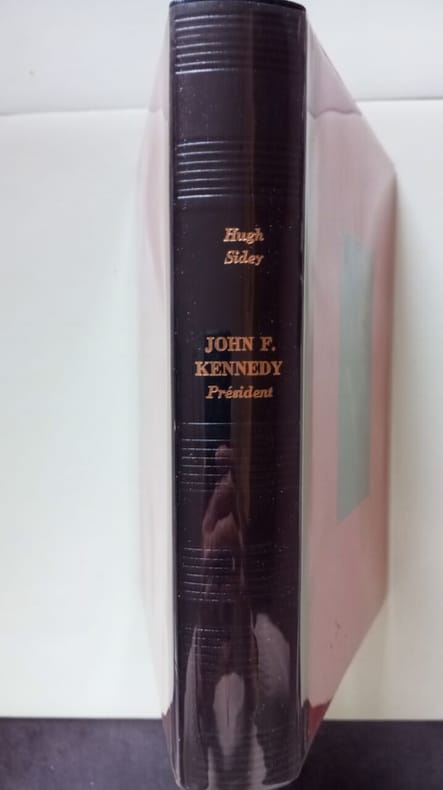 Hugh
Sidey
JOHN F.
KENNEDY
Président